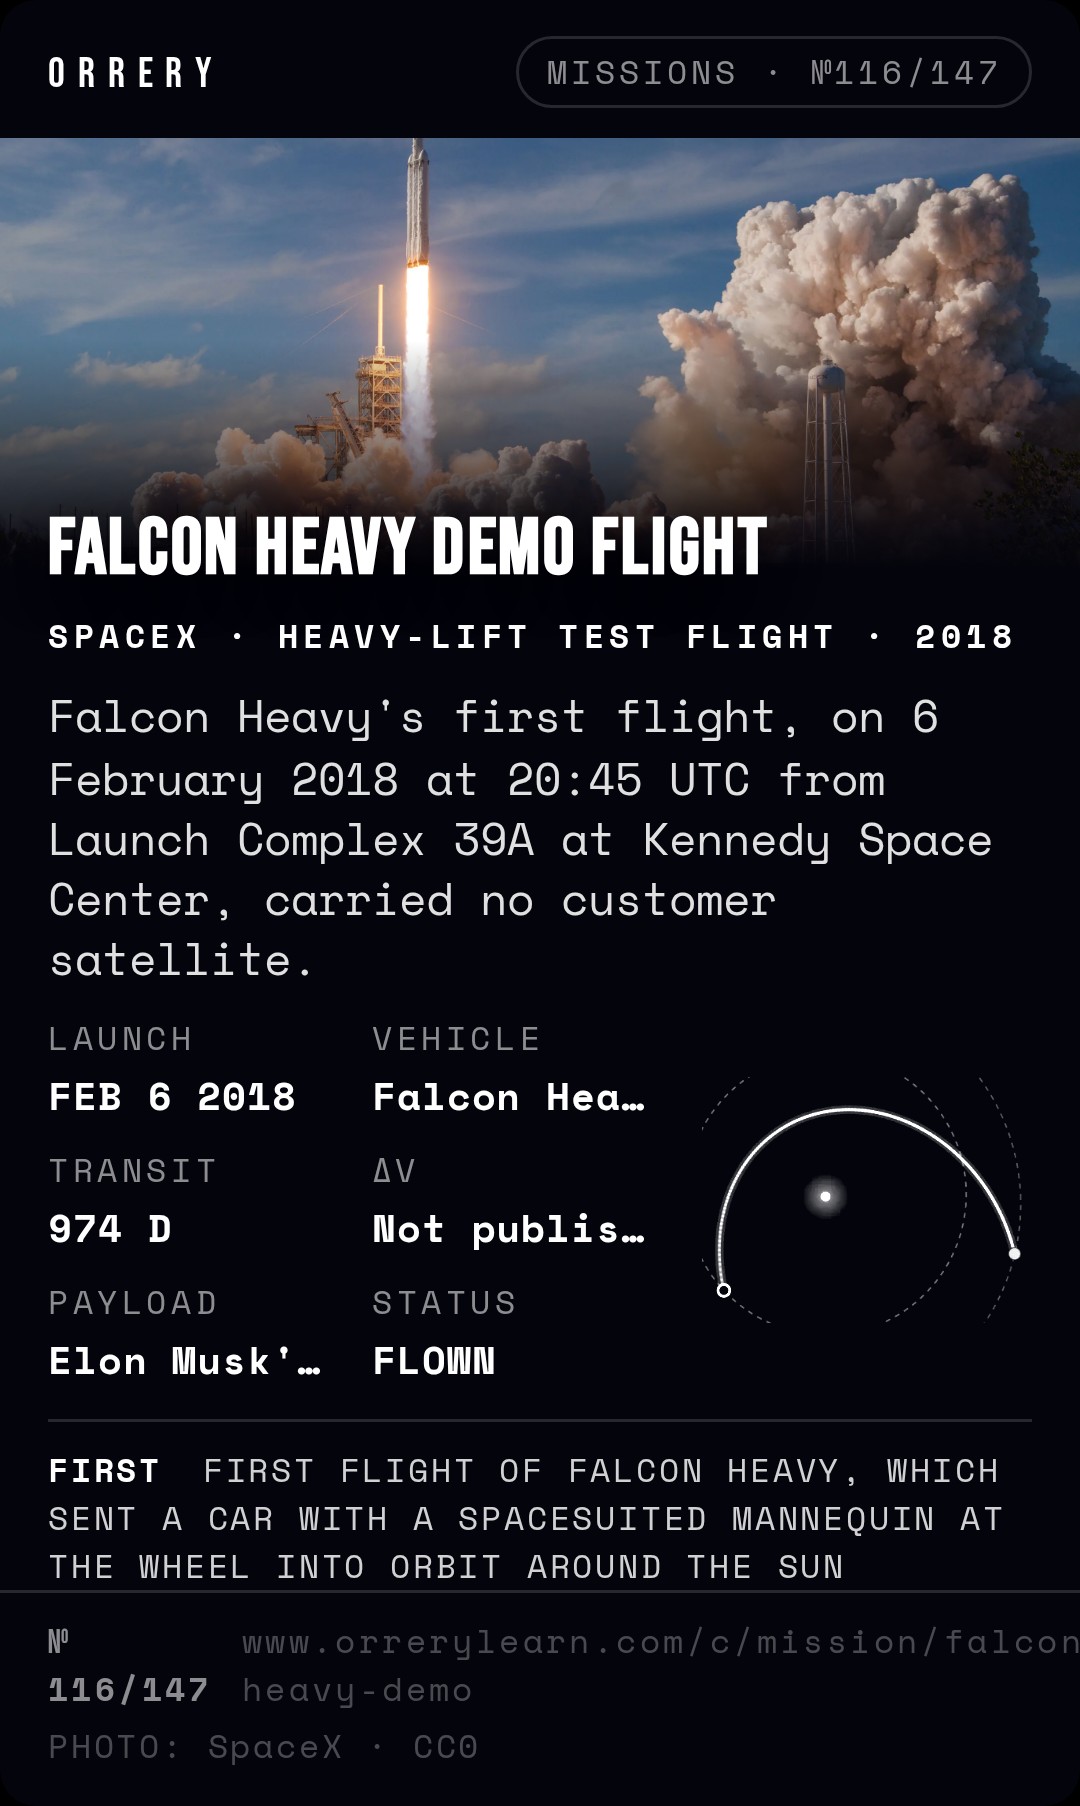 ORRERY
MISSIONS · №116/147
FALCON HEAVY DEMO FLIGHT
SPACEX · HEAVY-LIFT TEST FLIGHT · 2018
Falcon Heavy's first flight, on 6
February 2018 at 20:45 UTC from
Launch Complex 39A at Kennedy Space
Center, carried no customer
satellite.
LAUNCH VEHICLE
FEB 6 2018 Falcon Hea…
TRANSIT ΔV
974 D Not publis…
PAYLOAD STATUS
Elon Musk'… FLOWN
FIRST FIRST FLIGHT OF FALCON HEAVY, WHICH
SENT A CAR WITH A SPACESUITED MANNEQUIN AT
THE WHEEL INTO ORBIT AROUND THE SUN
№ www.orrerylearn.com/c/mission/falcon
116/147 heavy-demo
PHOTO: SpaceX · CC0